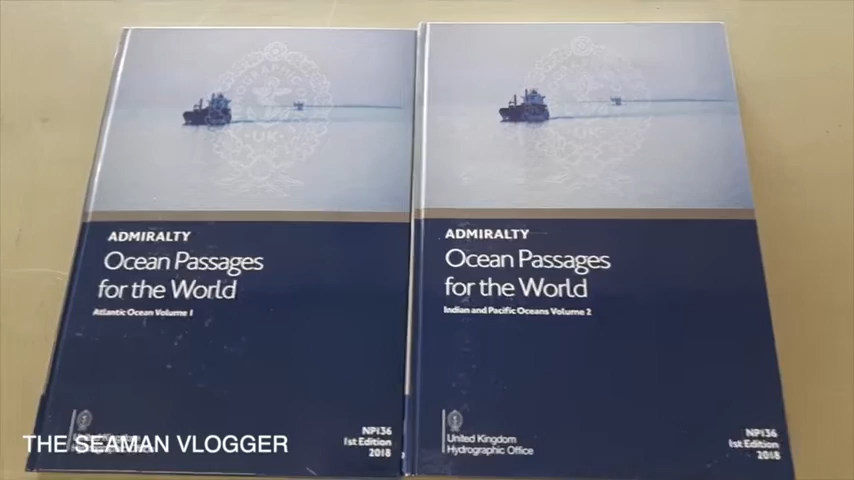 ADMIRALTY
Ocean Passages
for the World
Atlantic Ocean Volume 1
NP136
1st Edition
2018
THE SEAMAN VLOGGER
ADMIRALTY
Ocean Passages
for the World
Indian and Pacific Oceans Volume 2
United Kingdom
Hydrographic Office
NP136
1st Edition
2018